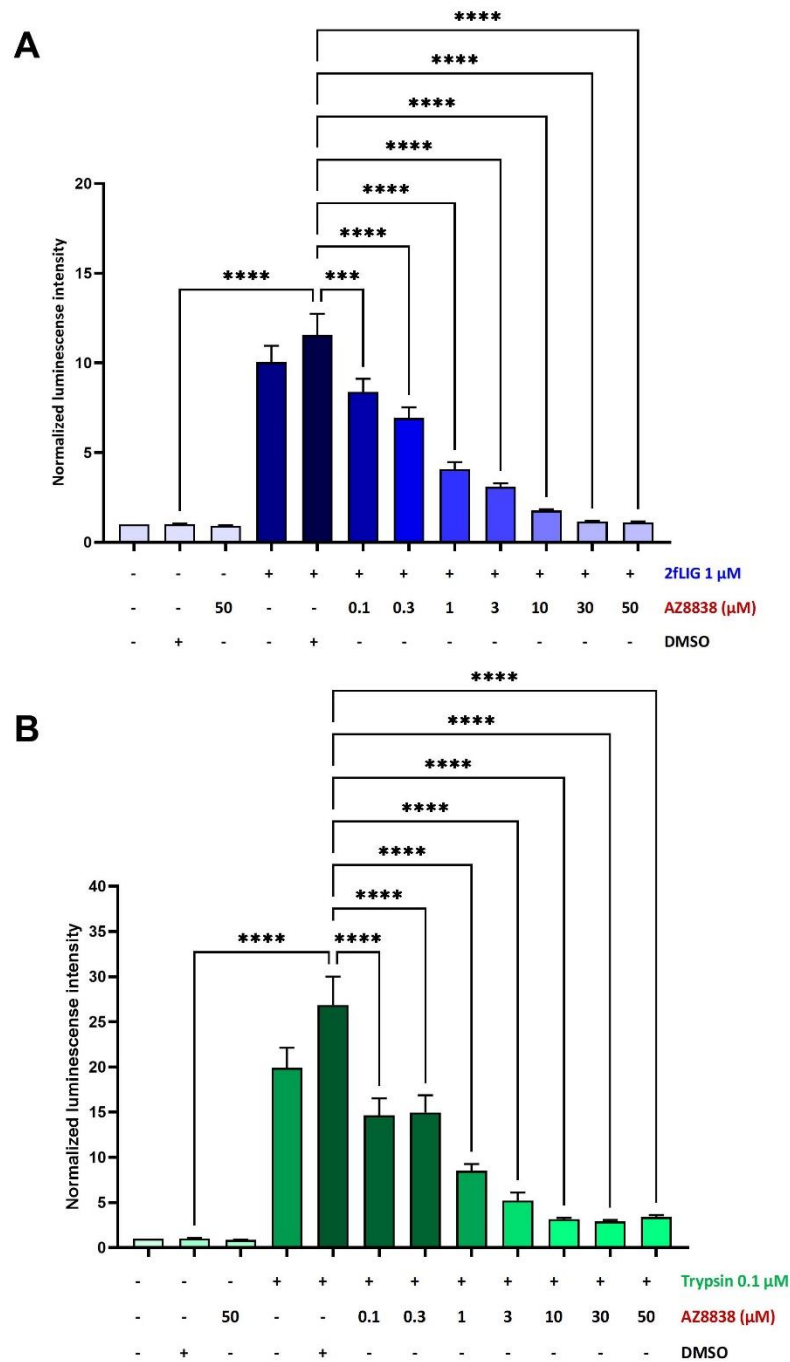 A
****
****
****
****
****
****
**** ***
20
15
10
5
0
Normalized luminescense intensity
- - - + + + + + + + + + 2fLIG 1 µM
- - 50 - - 0.1 0.3 1 3 10 30 50 AZ8838 (µM)
- + - - + - - - - - - - DMSO
B
****
****
****
****
****
****
**** ****
40
35
30
25
20
15
10
5
0
Normalized luminescense intensity
- - - + + + + + + + + + Trypsin 0.1 µM
- - 50 - - 0.1 0.3 1 3 10 30 50 AZ8838 (µM)
- + - - + - - - - - - - DMSO